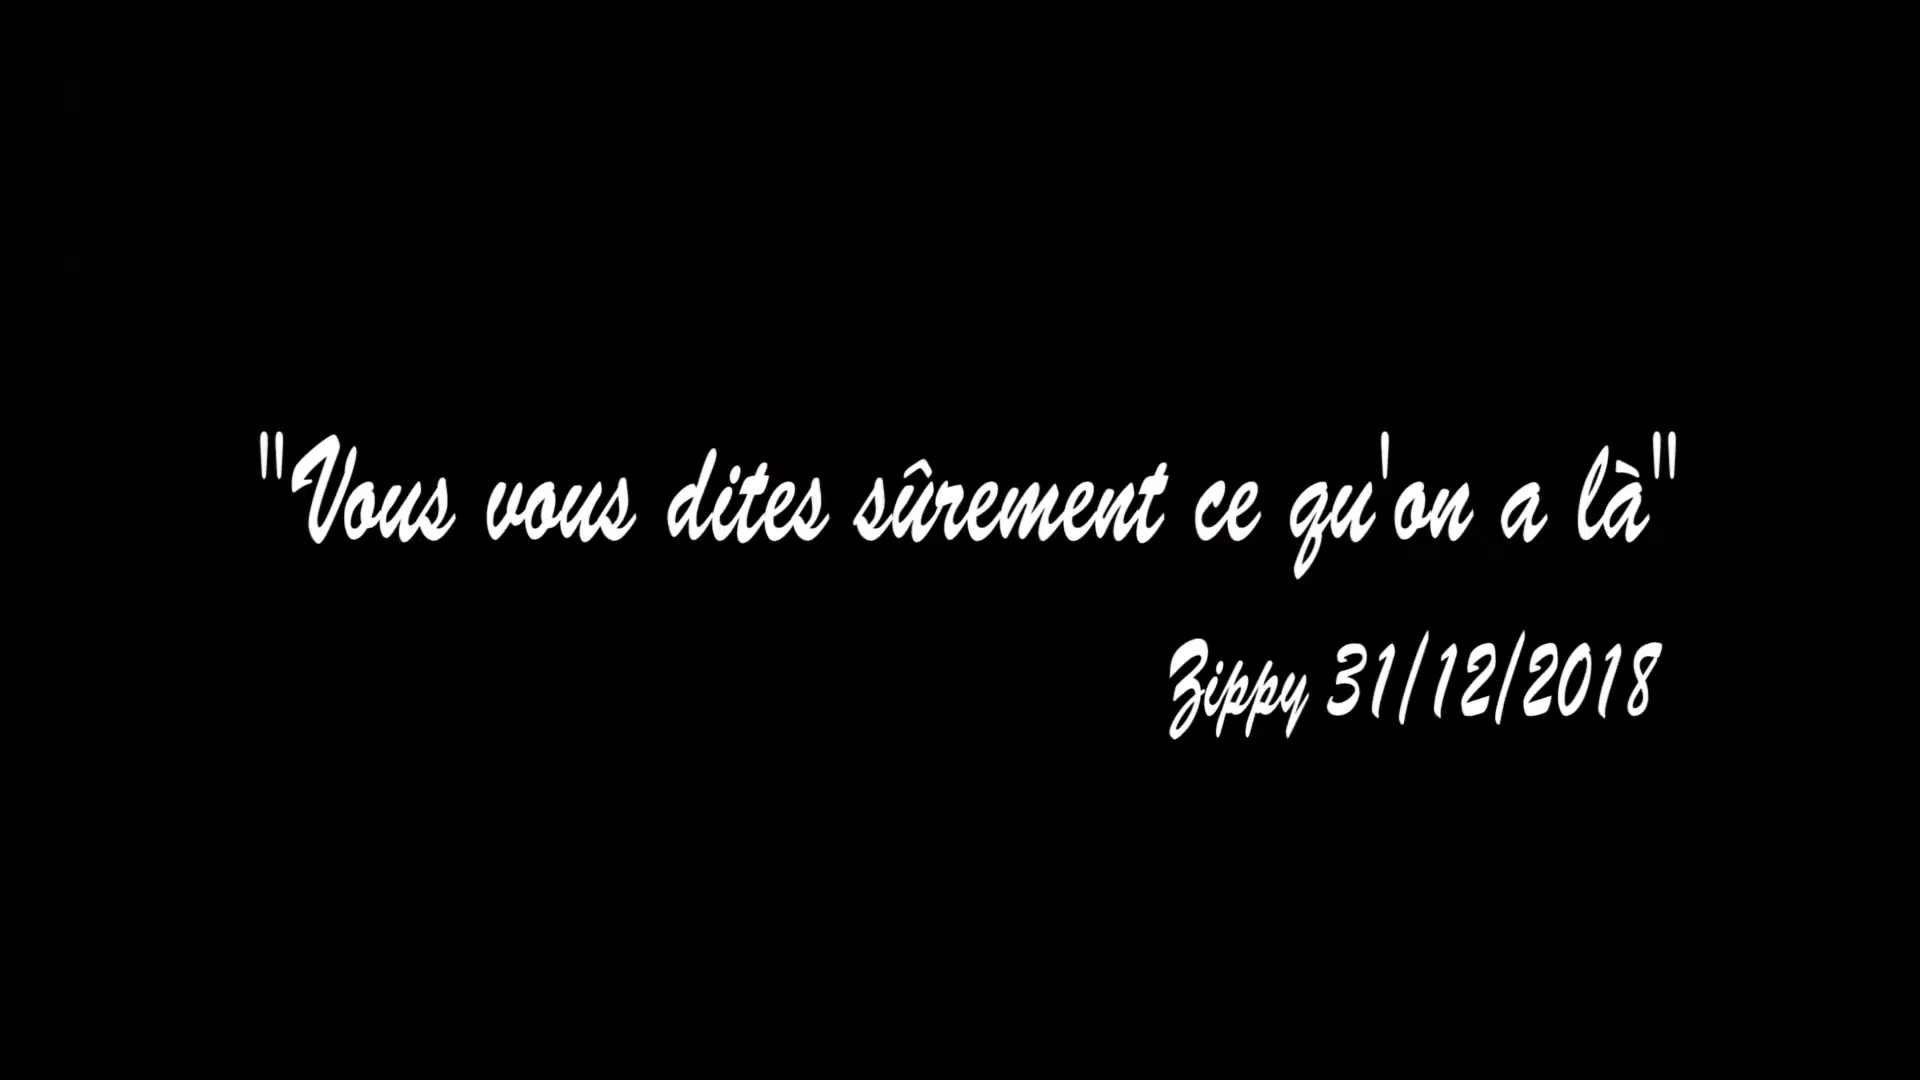 "Vous vous dites sûrement ce qu'on a là"
Zippy 31/12/2018